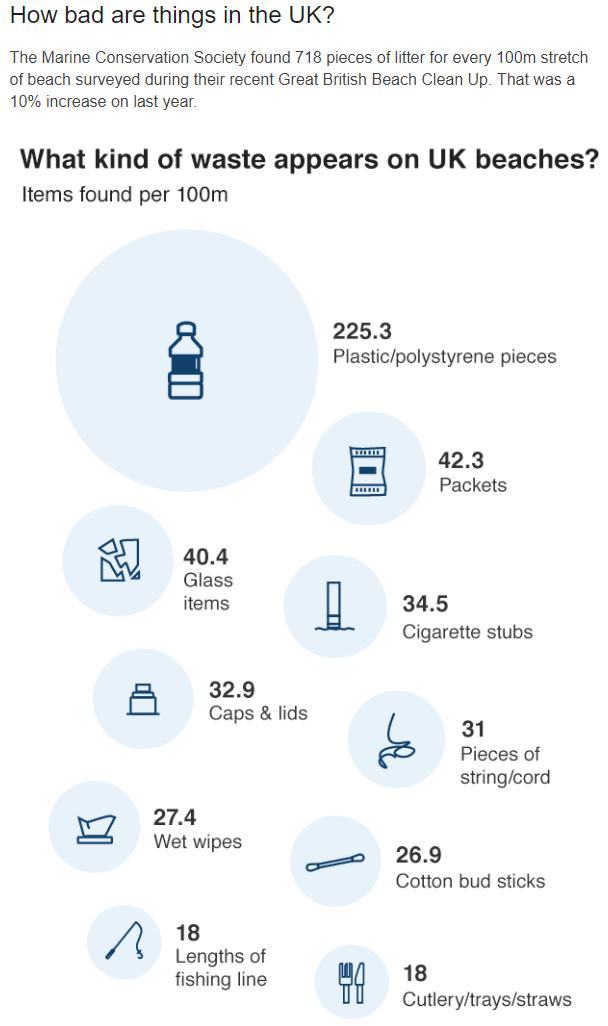 How bad are things in the UK?
The Marine Conservation Society found 718 pieces of litter for every 100m stretch
of beach surveyed during their recent Great British Beach Clean Up. That was a
10% increase on last year.
What kind of waste appears on UK beaches?
Items found per 100m
225.3
Plastic/polystyrene pieces
42.3
Packets
40.4
Glass
items
34.5
Cigarette stubs
32.9
Caps & lids
31
Pieces of
string/cord
27.4
Wet wipes
26.9
Cotton bud sticks
18
Lengths of
fishing line
18
Cutlery/trays/straws